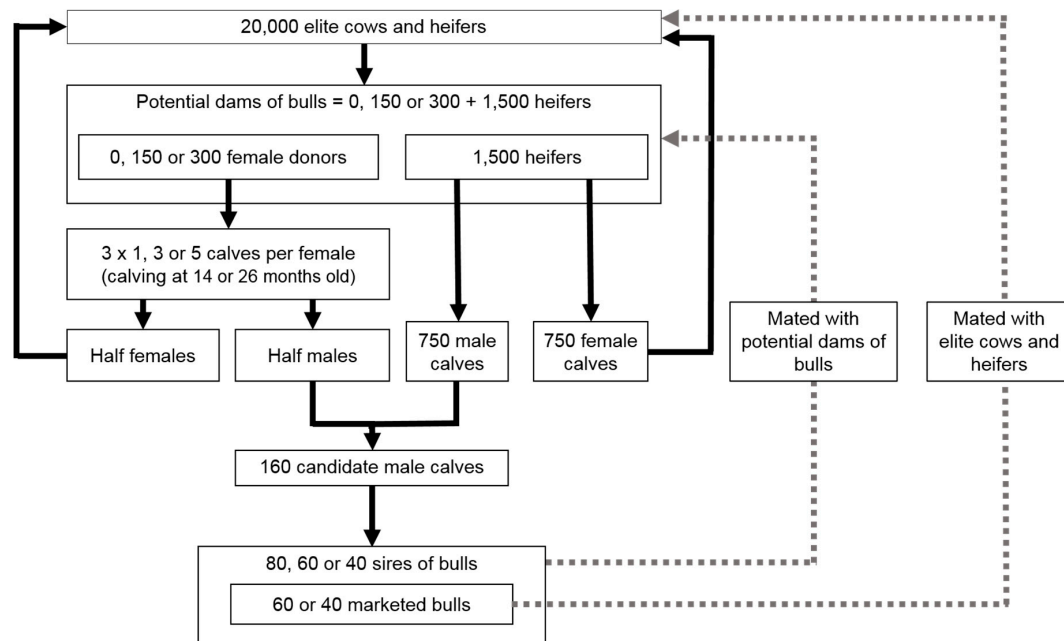 20,000 elite cows and heifers
Potential dams of bulls = 0, 150 or 300 + 1,500 heifers
0, 150 or 300 female donors
1,500 heifers
3 x 1, 3 or 5 calves per female
(calving at 14 or 26 months old)
Half females
Half males
750 male
calves
750 female
calves
Mated with
potential dams of
bulls
Mated with
elite cows and
heifers
160 candidate male calves
80, 60 or 40 sires of bulls
60 or 40 marketed bulls